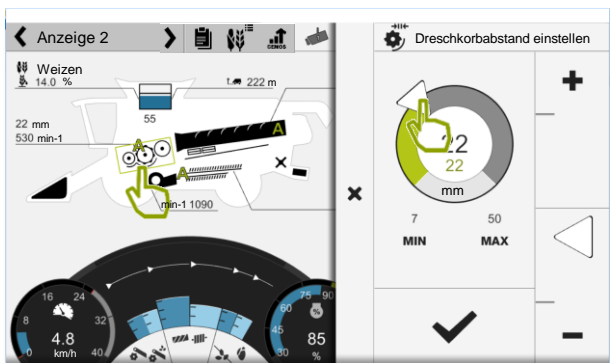 Anzeige 2
CEMOS
Dreschkorbabstand einstellen
Weizen
14.0 %
222 m
55
22 mm
530 min-1
A
A
A
min-1 1090
22
22
mm
7 50
MIN MAX
8 16 24 32 40
4.8
km/h
30 45 60 75 90
%
85
%